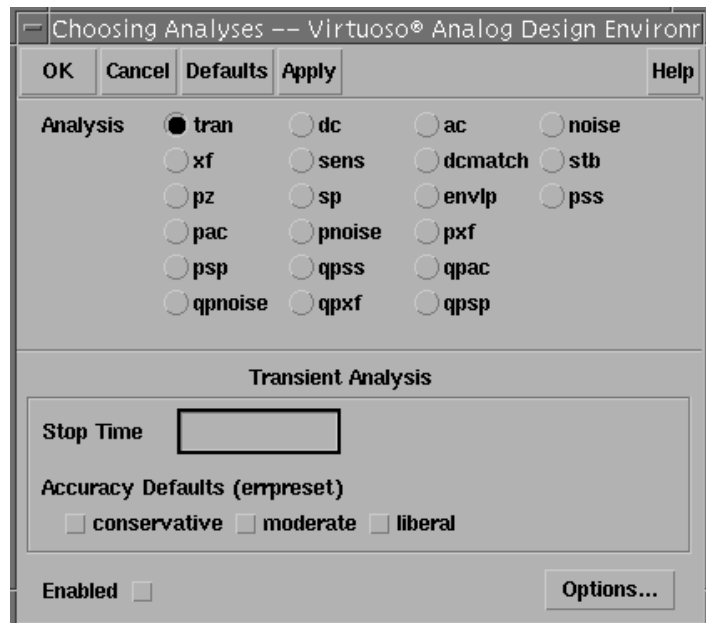 Choosing Analyses -- Virtuoso® Analog Design Environm
OK Cancel Defaults Apply Help
Analysis tran dc ac noise
xf sens dcmatch stb
pz sp envlp pss
pac pnoise pxf
psp qpss qpac
qpnoise qpxf qpsp
Transient Analysis
Stop Time
Accuracy Defaults (errpreset)
conservative moderate liberal
Enabled Options...